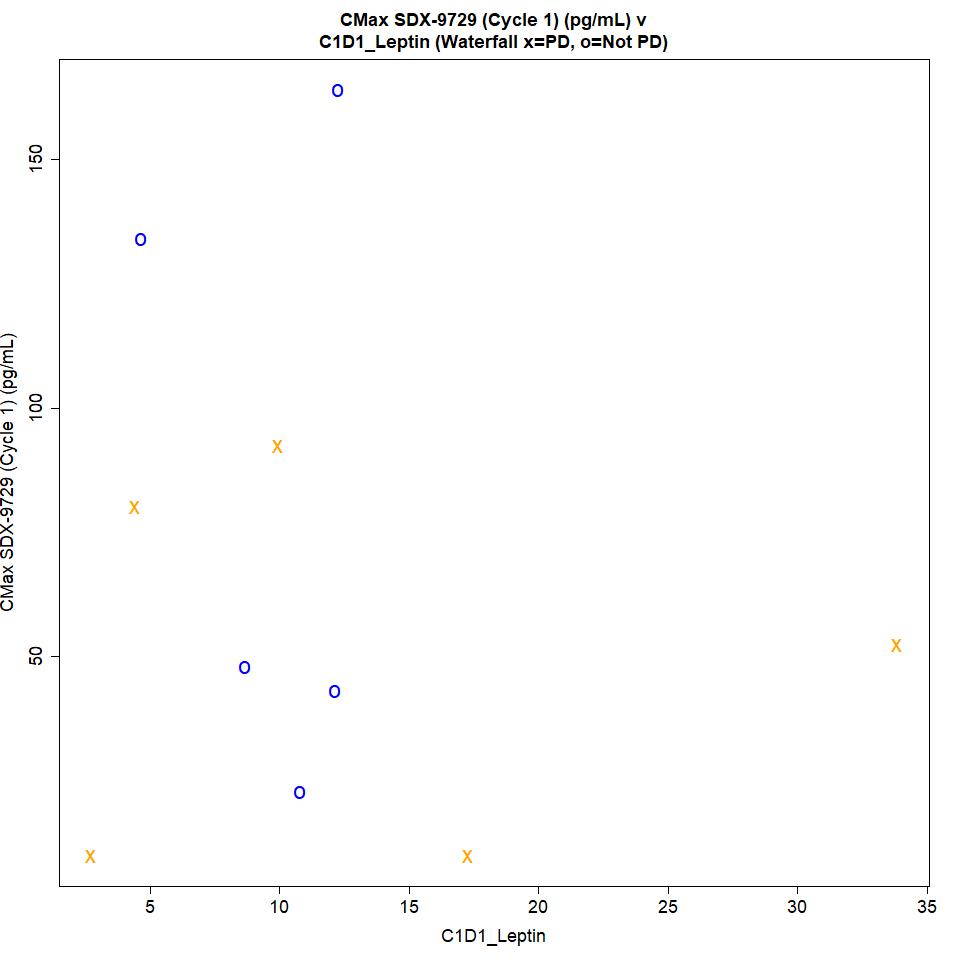 CMax SDX-9729 (Cycle 1) (pg/mL) v
C1D1_Leptin (Waterfall x=PD, o=Not PD)
CMax SDX-9729 (Cycle 1) (pg/mL)
150
100
50
O
O
X
X
X
O
O
O
X
X
5
10
15
20
25
30
35
C1D1_Leptin